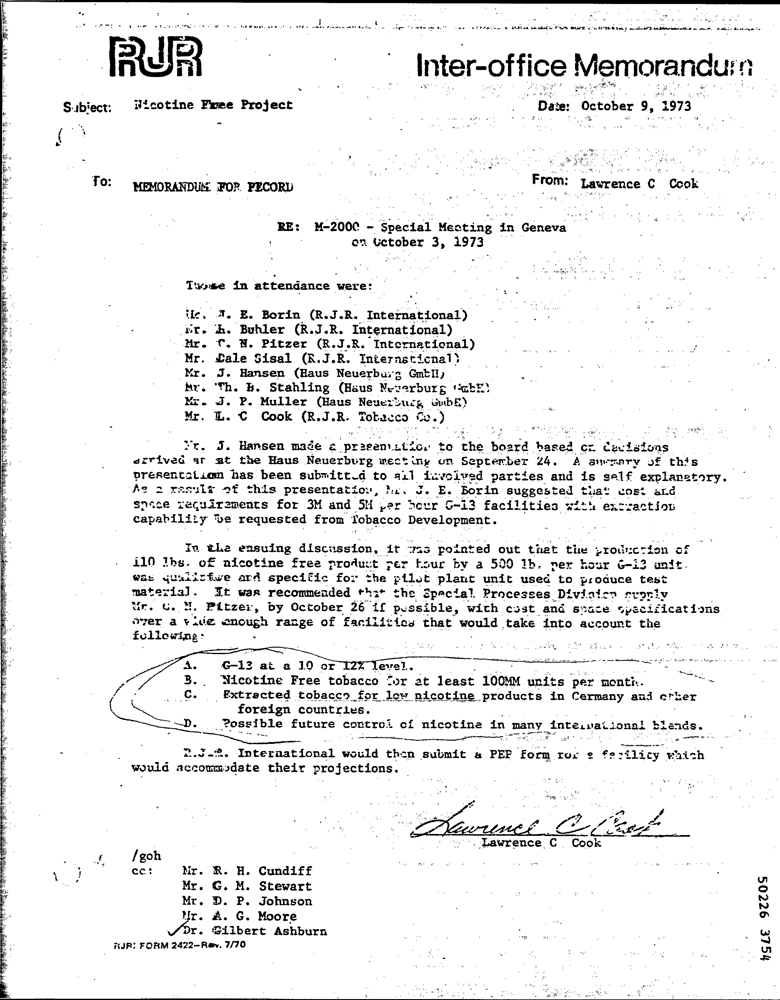 RJR
Inter-office Memorandum
Subject: Nicotine Free Project
Date: October 9, 1973
To: MEMORANDUM FOR RECORD
From: Lawrence C Cook
RE: M-2000 - Special Meeting in Geneva
on October 3, 1973
Those in attendance were:
Mr. J. E. Borin (R.J.R. International)
Mr. H. Buhler (R.J.R. International)
Mr. N. Pitzer (R.J.R. International)
Mr. Dale Sisal (R.J.R. International)
Mr. J. Hansen (Haus Neuerburg GmbH)
Mr. Th. B. Stahling (Haus Neuerburg GmbH)
Mr. J. P. Muller (Haus Neuerburg GmbH)
Mr. L. C Cook (R.J.R. Tobacco Co.)
Mr. J. Hansen made a presentation to the board based on decisions
arrived at at the Haus Neuerburg meeting on September 24. A summary of this
presentation has been submitted to all involved parties and is self explanatory.
As a result of this presentation, Mr. J. E. Borin suggested that cost and
space requirements for 3M and 5M per hour G-13 facilities with extraction
capability be requested from Tobacco Development.
In the ensuing discussion, it was pointed out that the production of
110 lbs. of nicotine free product per hour by a 500 lb. per hour G-13 unit
was and specific for the pilot plant unit used to produce test
material. It was recommended that the Special Processes Division supply
Mr. N. Pitzer, by October 26 if possible, with cost and space specifications
over a wide enough range of facilities that would take into account the
following:
A. G-13 at a 10 or 12% level.
B. Nicotine Free tobacco for at least 100MM units per month.
C. Extracted tobacco for low nicotine products in Germany and other
foreign countries.
D. Possible future control of nicotine in many international blends.
R.J.R. International would then submit a PEP form for a facility which
would accommodate their projections.
Lawrence C Cook
Lawrence C Cook
/goh
cc: Mr. R. H. Cundiff
Mr. G. M. Stewart
Mr. D. P. Johnson
Mr. A. G. Moore
Dr. Gilbert Ashburn
RJR: FORM 2422-Rev. 7/70
50226 3754